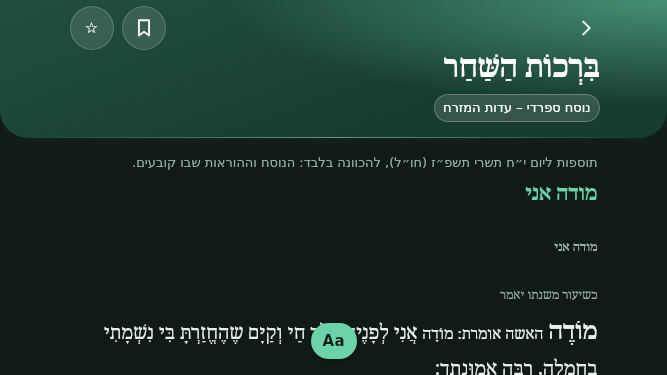 בִּרְכוֹת הַשַּׁחַר
נוסח ספרדי – עדות המזרח
תוספות ליום י״ח תשרי תשפ״ז (חו״ל), להכוונה בלבד: הנוסח וההוראות שבו קובעים.
מודה אני
מודה אני
כשיעור משנתו יאמר
מוֹדֶה האשה אומרת: מוֹדָה אֲנִי לְפָנֶיךָ חַי וְקַיָּם שֶׁהֶחֱזַרְתָּ בִּי נִשְׁמָתִי
בְחֶמְלָה, רַבָּה אֱמוּנָתֶךָ:
Aa